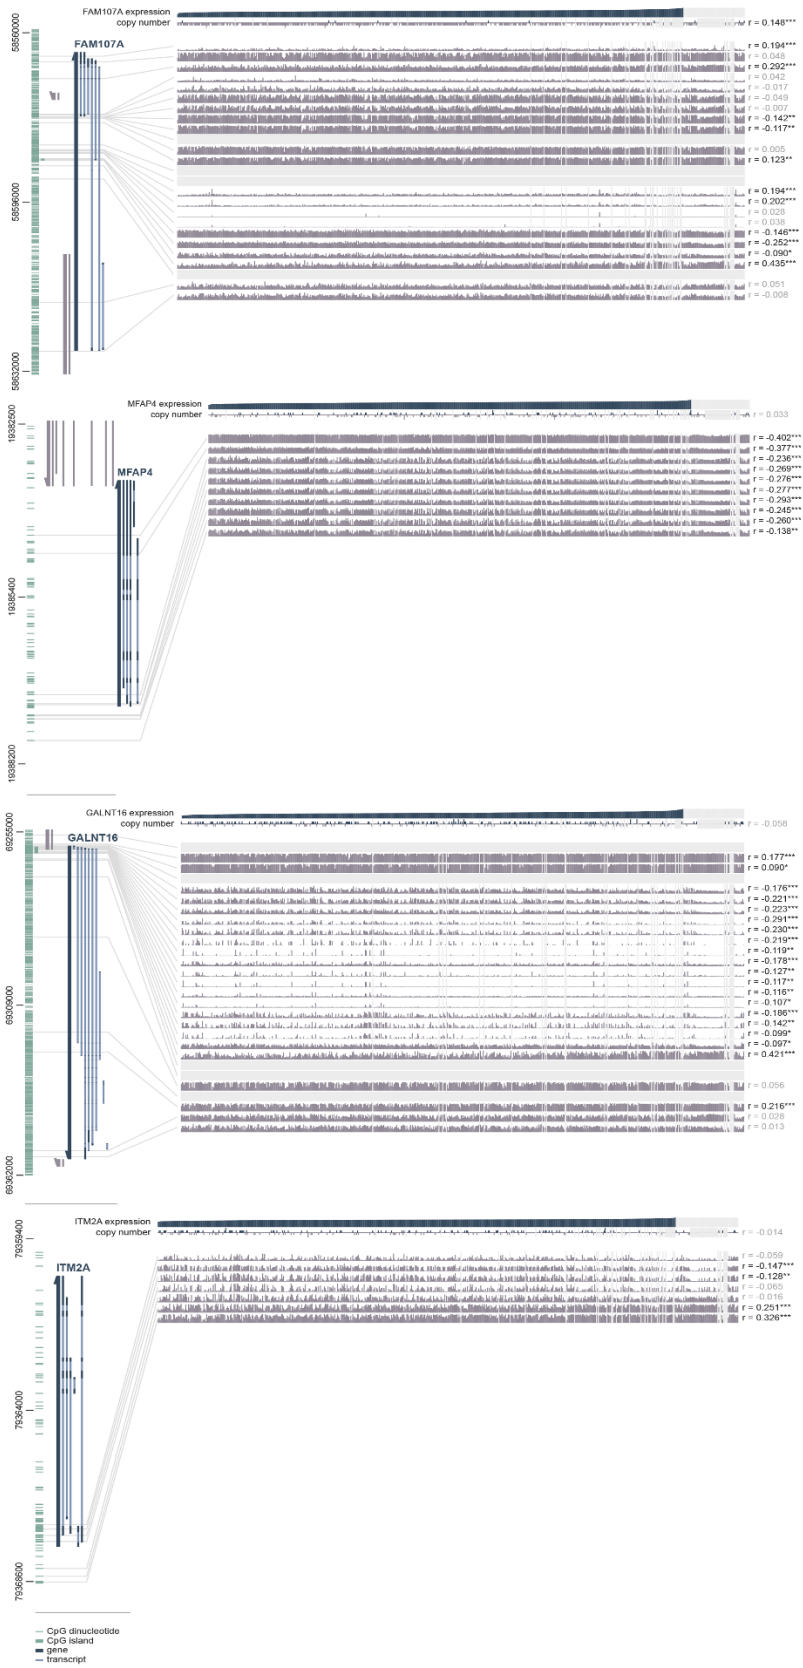 FAM107A expression
copy number
r = 0.148***
58560000
FAM107A
r = 0.194***
r = 0.048
r = 0.292***
r = 0.042
r = -0.017
r = -0.049
r = -0.007
r = -0.142**
r = -0.117**
r = 0.005
r = 0.123**
58596000
r = 0.194***
r = 0.202***
r = 0.028
r = 0.038
r = -0.146***
r = -0.252***
r = -0.090*
r = 0.435***
r = 0.051
r = -0.008
58632000
MFAP4 expression
copy number
r = 0.033
19382500
MFAP4
r = -0.402***
r = -0.377***
r = -0.236***
r = -0.269***
r = -0.276***
r = -0.277***
r = -0.293***
r = -0.245***
r = -0.260***
r = -0.138**
19385400
19388200
GALNT16 expression
copy number
r = -0.058
69255000
GALNT16
r = 0.177***
r = 0.090*
r = -0.176***
r = -0.221***
r = -0.223***
r = -0.291***
r = -0.230***
r = -0.219***
r = -0.119**
r = -0.178***
r = -0.127**
r = -0.117**
r = -0.116**
r = -0.107*
r = -0.186***
r = -0.142**
r = -0.099*
r = -0.097*
r = 0.421***
69309000
r = 0.056
r = 0.216***
r = 0.028
r = 0.013
69362000
ITM2A expression
copy number
r = -0.014
79359400
ITM2A
r = -0.059
r = -0.147***
r = -0.128**
r = -0.065
r = -0.016
r = 0.251***
r = 0.326***
79364000
79368600
CpG dinucleotide
CpG island
gene
transcript